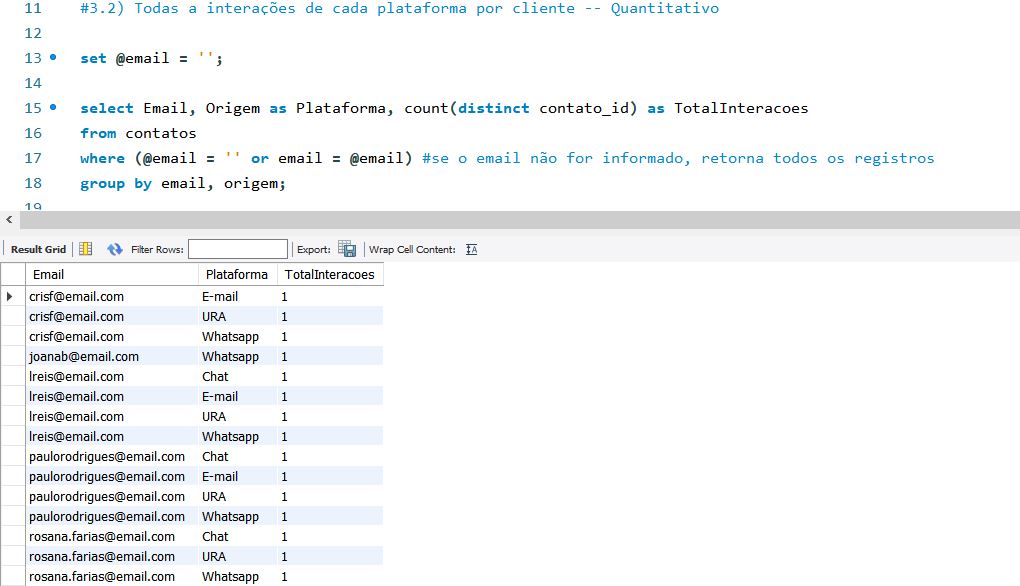 11 #3.2) Todas a interações de cada plataforma por cliente -- Quantitativo
12
13 set @email = '';
14
15 select Email, Origem as Plataforma, count(distinct contato_id) as TotalInteracoes
16 from contatos
17 where (@email = '' or email = @email) #se o email não for informado, retorna todos os registros
18 group by email, origem;
19
Result Grid Filter Rows: Export: Wrap Cell Content:
Email Plataforma TotalInteracoes
crisf@email.com E-mail 1
crisf@email.com URA 1
crisf@email.com Whatsapp 1
joanab@email.com Whatsapp 1
lreis@email.com Chat 1
lreis@email.com E-mail 1
lreis@email.com URA 1
lreis@email.com Whatsapp 1
paulorodrigues@email.com Chat 1
paulorodrigues@email.com E-mail 1
paulorodrigues@email.com URA 1
paulorodrigues@email.com Whatsapp 1
rosana.farias@email.com Chat 1
rosana.farias@email.com URA 1
rosana.farias@email.com Whatsapp 1